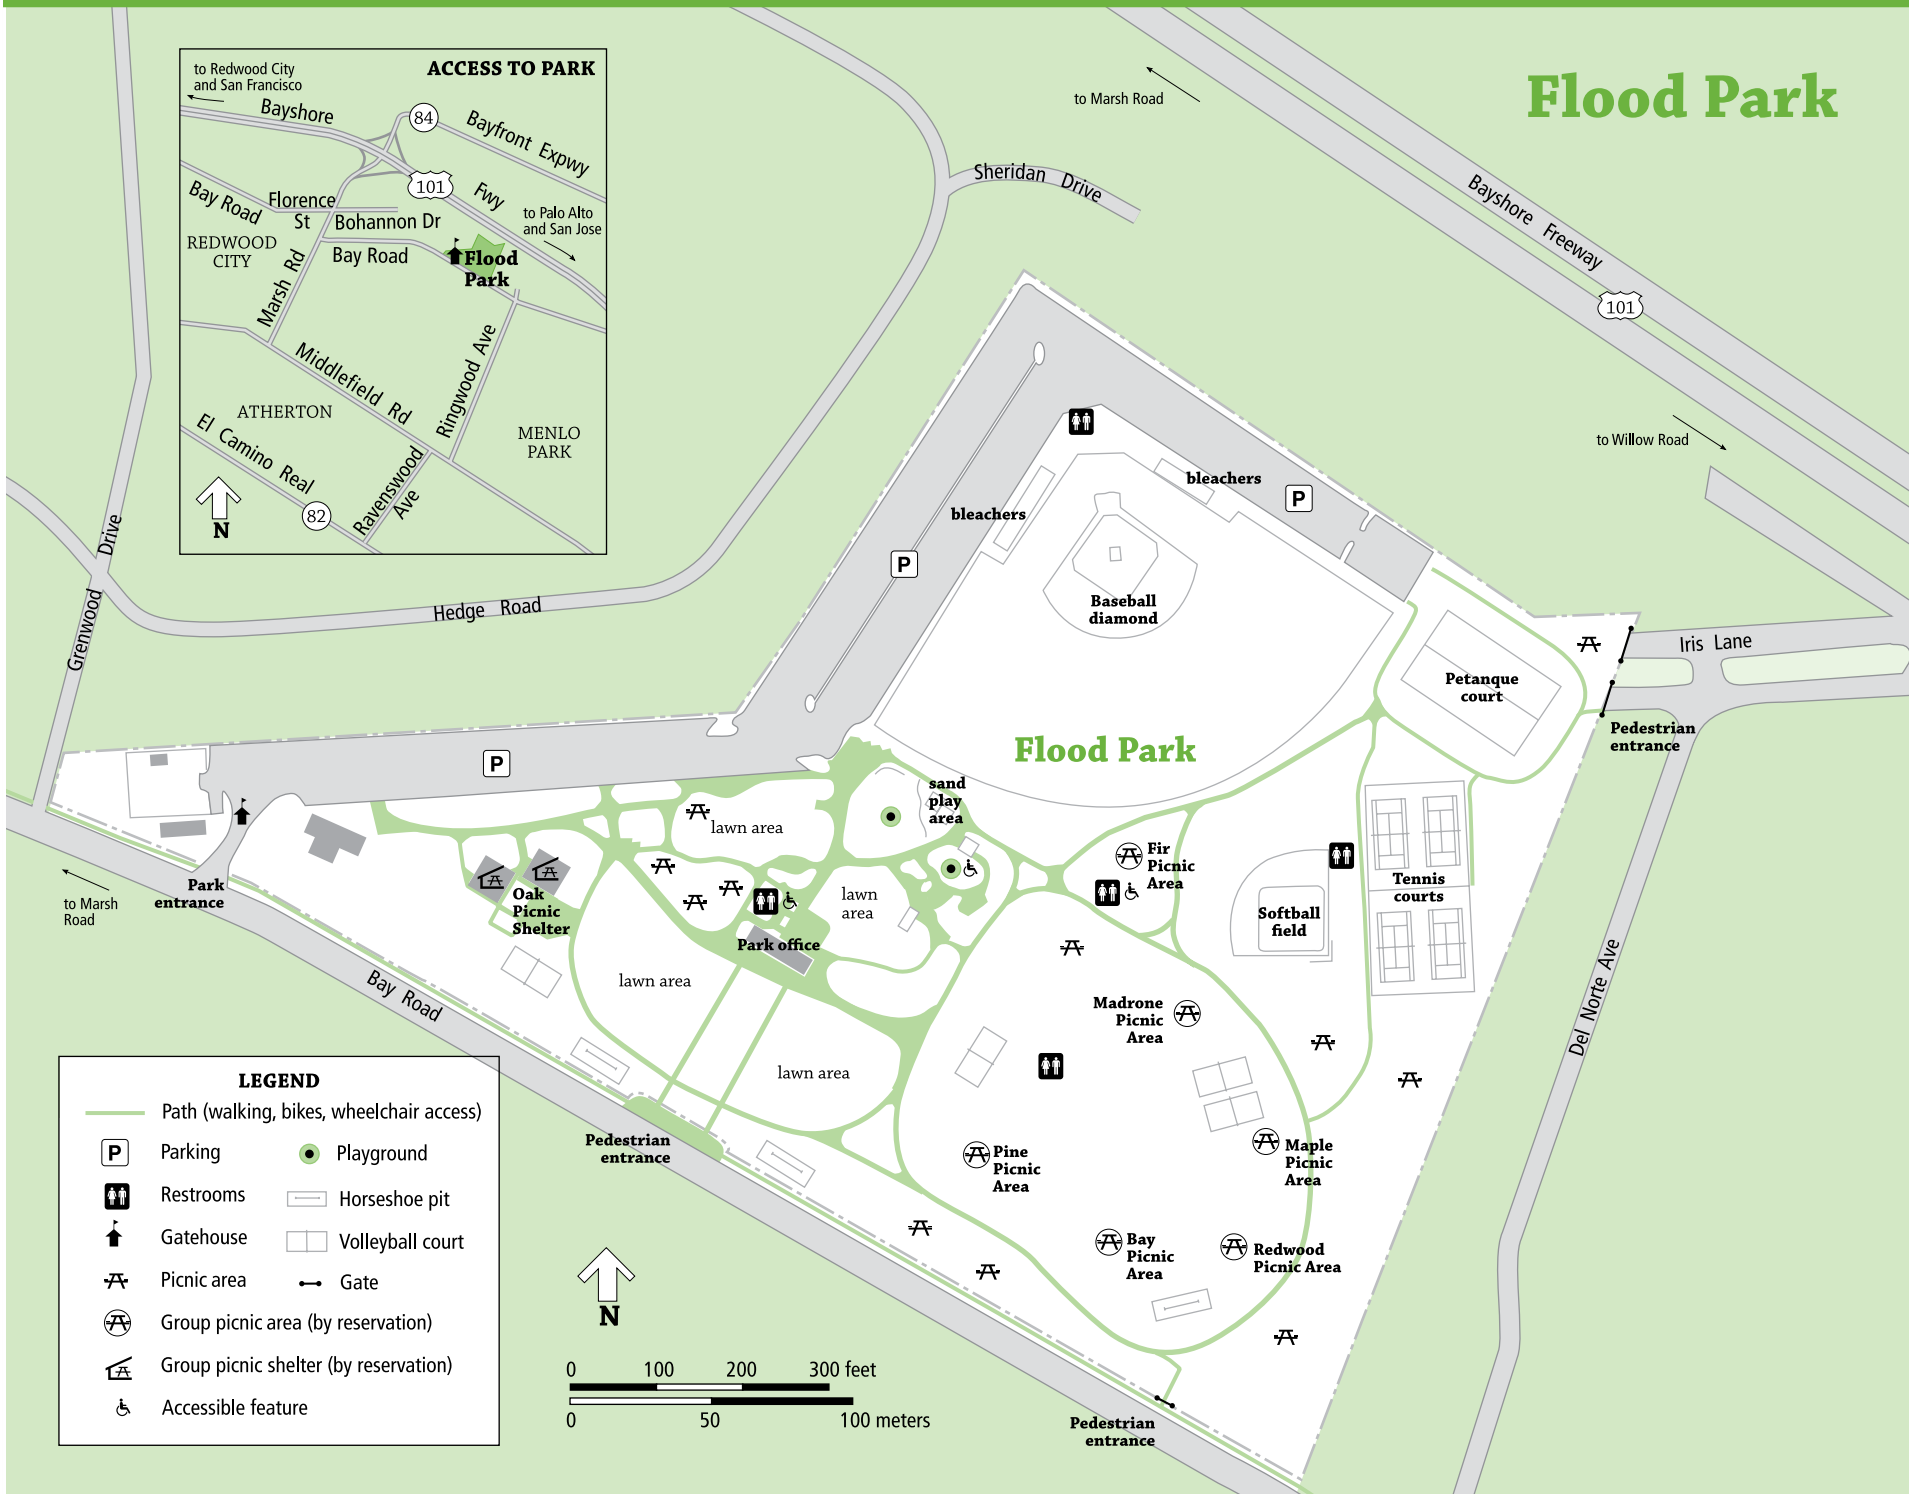 Flood Park
ACCESS TO PARK
to Redwood City
and San Francisco
Bayshore
84
Bayfront Expwy
101
Fwy
Bay Road
Florence
St
Bohannon Dr
to Palo Alto
and San Jose
REDWOOD
CITY
Bay Road
Flood
Park
Marsh Rd
Middlefield Rd
Ringwood Ave
ATHERTON
El Camino Real
MENLO
PARK
Ravenswood
Ave
82
N
to Marsh Road
Sheridan Drive
Bayshore Freeway
101
to Willow Road
Grenwood Drive
Hedge Road
bleachers
bleachers
P
P
Baseball
diamond
Iris Lane
Petanque
court
Pedestrian
entrance
Flood Park
P
sand
play
area
lawn area
Fir
Picnic
Area
Park
entrance
to Marsh
Road
Oak
Picnic
Shelter
lawn
area
Softball
field
Tennis
courts
Park office
lawn area
Bay Road
Madrone
Picnic
Area
Del Norte Ave
lawn area
Pedestrian
entrance
Pine
Picnic
Area
Maple
Picnic
Area
Bay
Picnic
Area
Redwood
Picnic Area
Pedestrian
entrance
LEGEND
Path (walking, bikes, wheelchair access)
P Parking
Playground
Restrooms
Horseshoe pit
Gatehouse
Volleyball court
Picnic area
Gate
Group picnic area (by reservation)
Group picnic shelter (by reservation)
Accessible feature
N
0 100 200 300 feet
0 50 100 meters